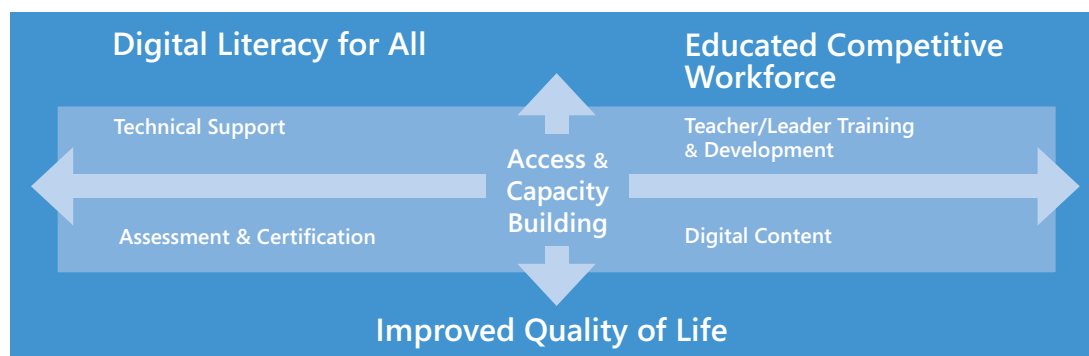 Digital Literacy for All
Educated Competitive
Workforce
Technical Support
Teacher/Leader Training
& Development
Access &
Capacity
Building
Assessment & Certification
Digital Content
Improved Quality of Life